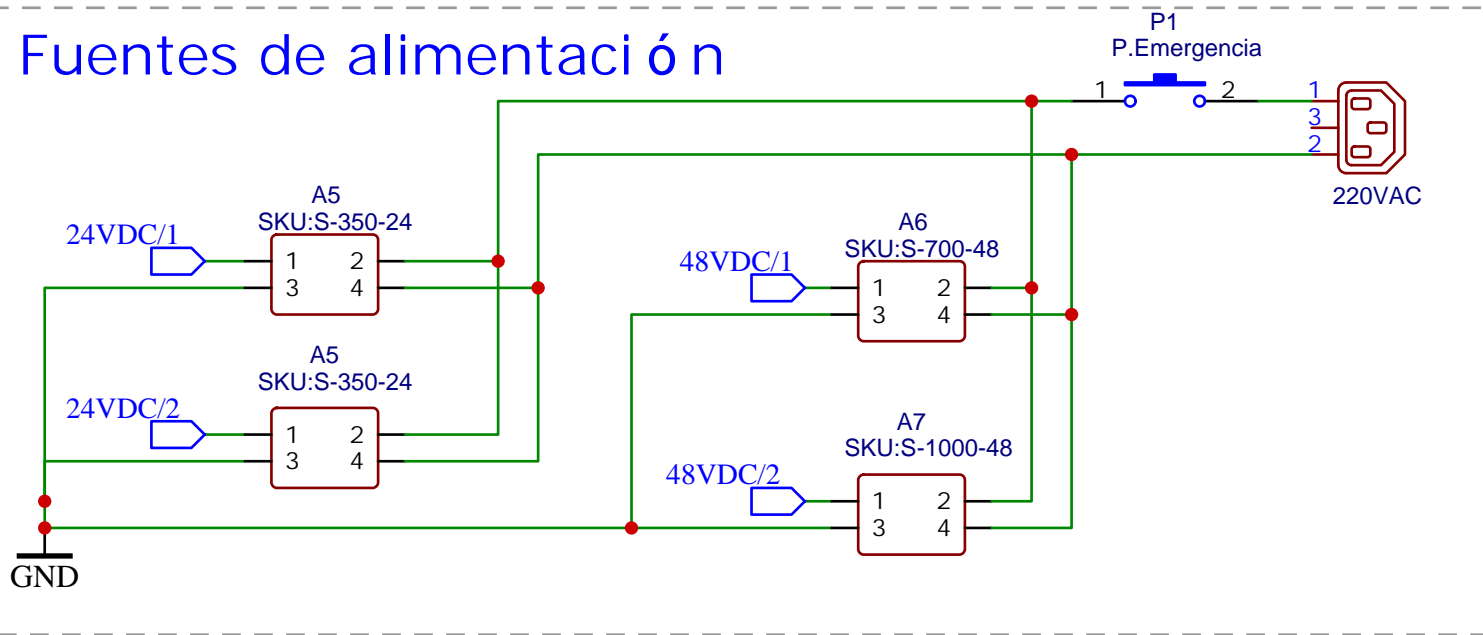 Fuentes de alimentación
P1
P.Emergencia
1 2
1
3
2
220VAC
A5
SKU:S-350-24
24VDC/1
1 2
3 4
A6
SKU:S-700-48
48VDC/1
1 2
3 4
A5
SKU:S-350-24
24VDC/2
1 2
3 4
A7
SKU:S-1000-48
48VDC/2
1 2
3 4
GND